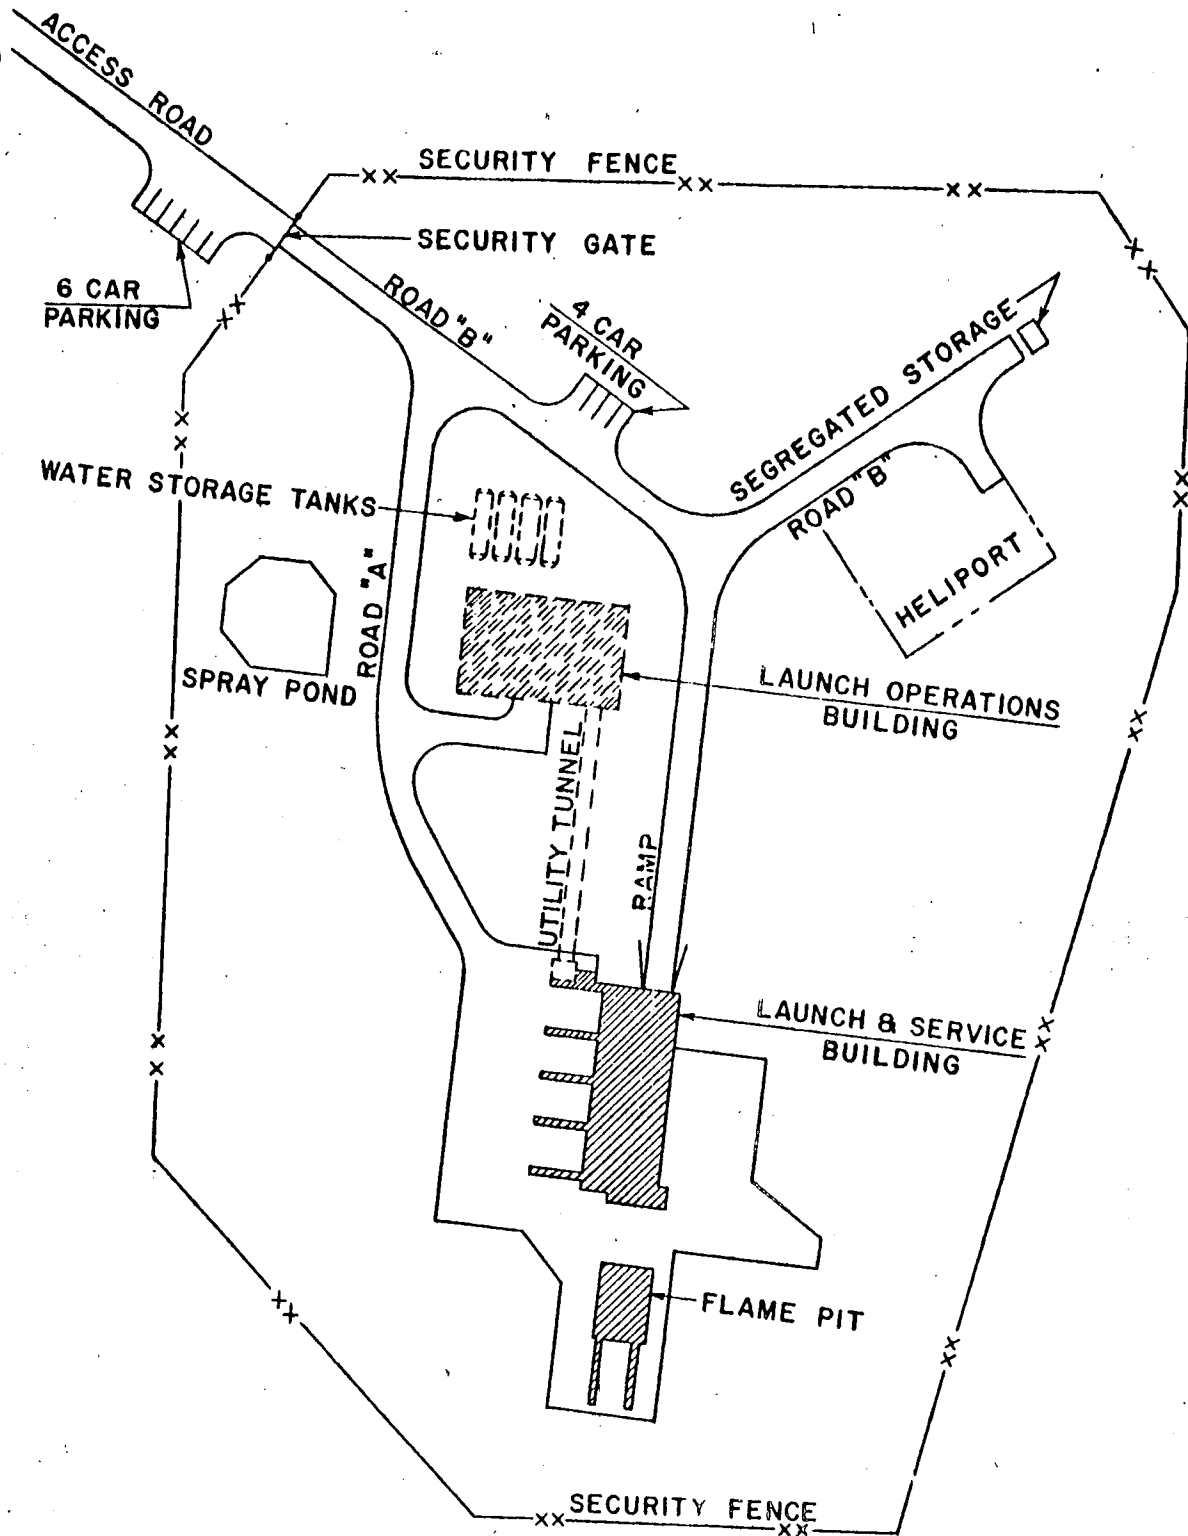 ACCESS ROAD
SECURITY FENCE
SECURITY GATE
6 CAR
PARKING
ROAD "B"
4 CAR
PARKING
SEGREGATED STORAGE
WATER STORAGE TANKS
ROAD "B"
HELIPORT
ROAD "A"
SPRAY POND
LAUNCH OPERATIONS
BUILDING
UTILITY TUNNEL
RAMP
LAUNCH & SERVICE
BUILDING
FLAME PIT
SECURITY FENCE